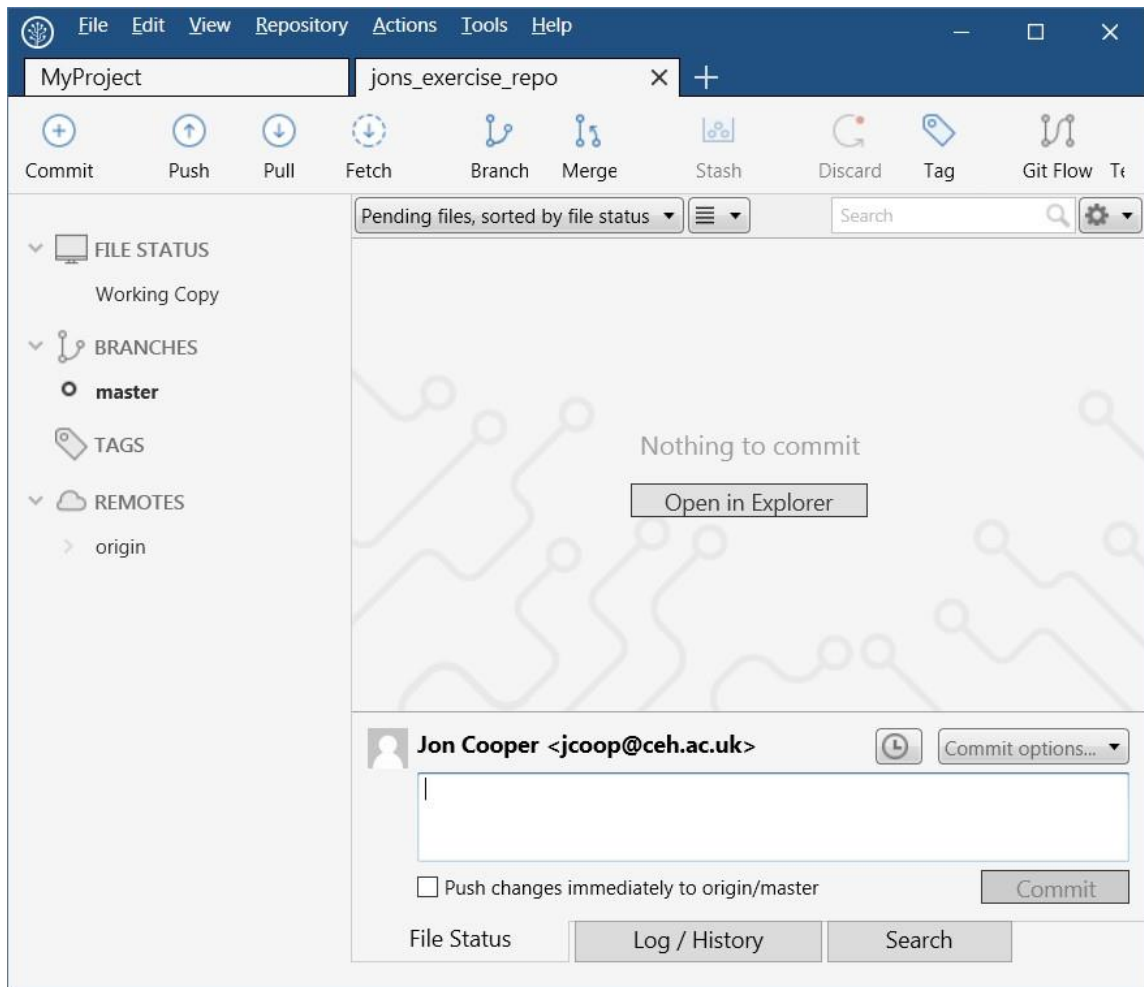 File Edit View Repository Actions Tools Help
MyProject jons_exercise_repo
Commit Push Pull Fetch Branch Merge Stash Discard Tag Git Flow Te
Pending files, sorted by file status Search
FILE STATUS
Working Copy
BRANCHES
master
TAGS
REMOTES
origin
Nothing to commit
Open in Explorer
Jon Cooper <jcoop@ceh.ac.uk> Commit options...
Push changes immediately to origin/master Commit
File Status Log / History Search